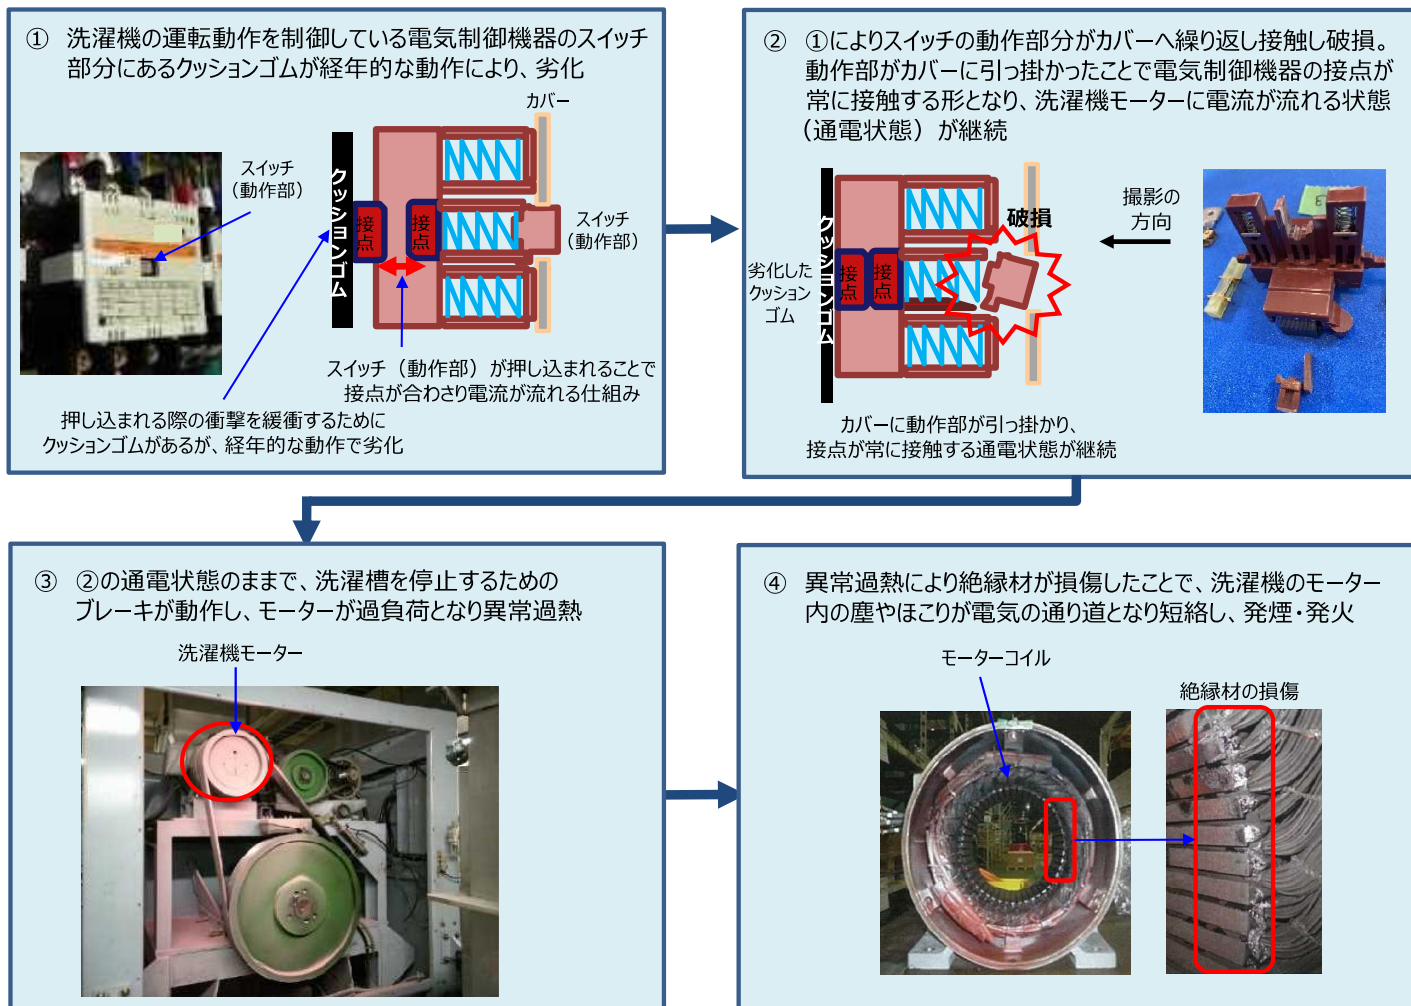 ① 洗濯機の運転動作を制御している電気制御機器のスイッチ
部分にあるクッションゴムが経年的な動作により、劣化
カバー
スイッチ
（動作部）
クッションゴム
接点
接点
スイッチ
（動作部）
スイッチ（動作部）が押し込まれることで
接点が合わさり電流が流れる仕組み
押し込まれる際の衝撃を緩衝するために
クッションゴムがあるが、経年的な動作で劣化
② ①によりスイッチの動作部分がカバーへ繰り返し接触し破損。
動作部がカバーに引っ掛かったことで電気制御機器の接点が
常に接触する形となり、洗濯機モーターに電流が流れる状態
（通電状態）が継続
クッションゴム
劣化した
クッション
ゴム
接点
接点
破損
撮影の
方向
カバーに動作部が引っ掛かり、
接点が常に接触する通電状態が継続
③ ②の通電状態のままで、洗濯槽を停止するための
ブレーキが動作し、モーターが過負荷となり異常過熱
洗濯機モーター
④ 異常過熱により絶縁材が損傷したことで、洗濯機のモーター
内の塵やほこりが電気の通り道となり短絡し、発煙・発火
モーターコイル
絶縁材の損傷